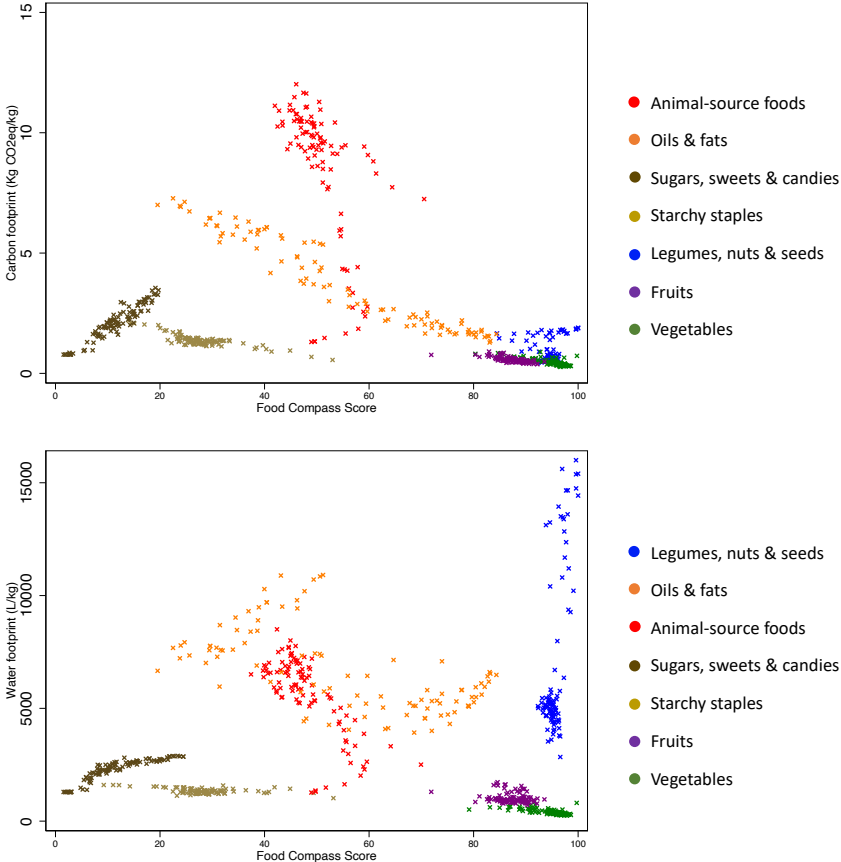 15
10
5
0
Carbon footprint (Kg CO2eq/kg)
0 20 40 60 80 100
Food Compass Score
Animal-source foods
Oils & fats
Sugars, sweets & candies
Starchy staples
Legumes, nuts & seeds
Fruits
Vegetables
15000
10000
5000
0
Water footprint (L/kg)
0 20 40 60 80 100
Food Compass Score
Legumes, nuts & seeds
Oils & fats
Animal-source foods
Sugars, sweets & candies
Starchy staples
Fruits
Vegetables